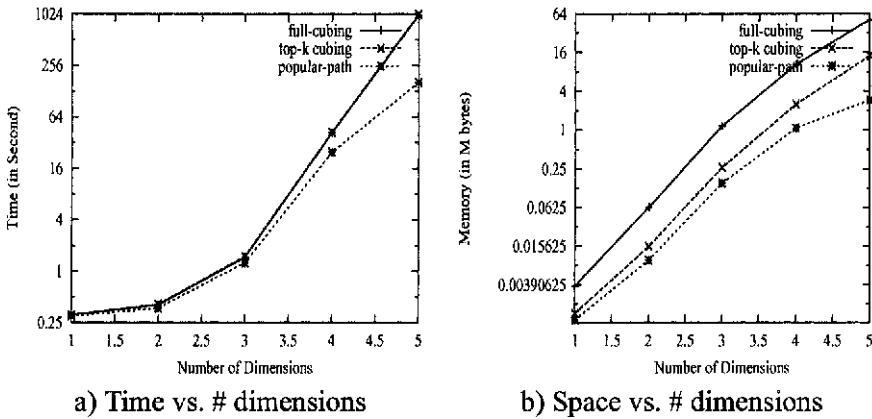 1024
256
64
16
4
1
0.25
Time (in Second)
full-cubing
top-k cubing
popular-path
1 1.5 2 2.5 3 3.5 4 4.5 5
Number of Dimensions
a) Time vs. # dimensions
64
16
4
1
0.25
0.0625
0.015625
0.00390625
Memory (in M bytes)
full-cubing
top-k cubing
popular-path
1 1.5 2 2.5 3 3.5 4 4.5 5
Number of Dimensions
b) Space vs. # dimensions